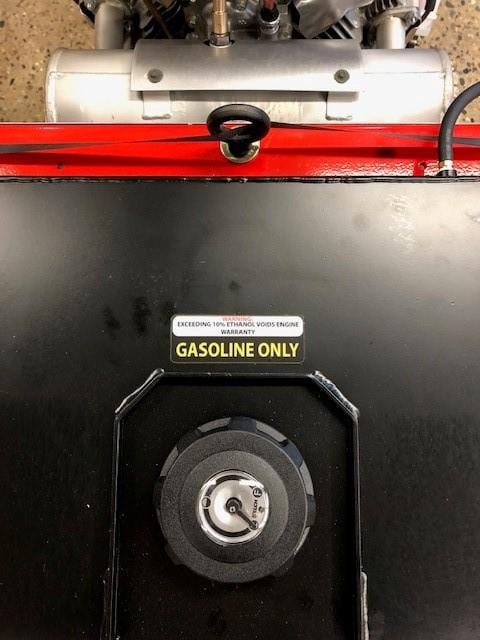 WARNING:
EXCEEDING 10% ETHANOL VOIDS ENGINE
WARRANTY
GASOLINE ONLY
F